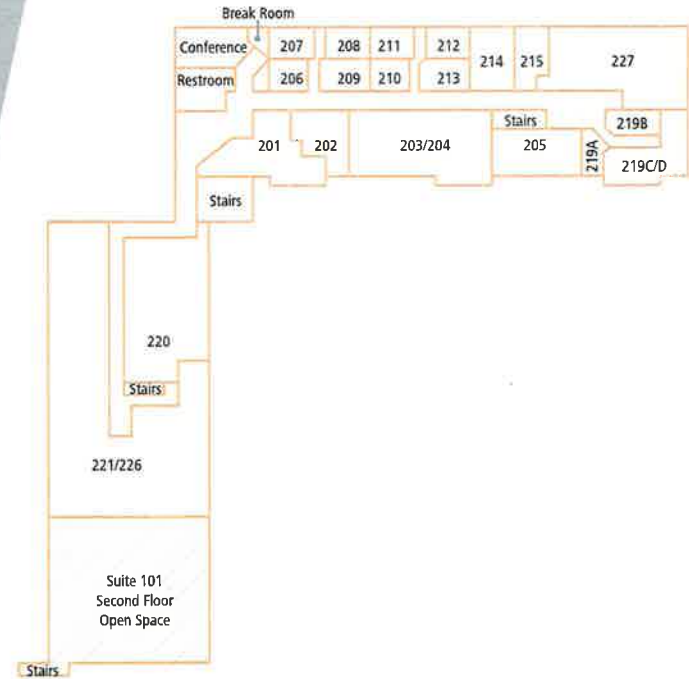 Break Room
Conference
207
208
211
212
214
215
227
Restroom
206
209
210
213
Stairs
219B
201
202
203/204
205
219A
219C/D
Stairs
220
Stairs
221/226
Suite 101
Second Floor
Open Space
Stairs